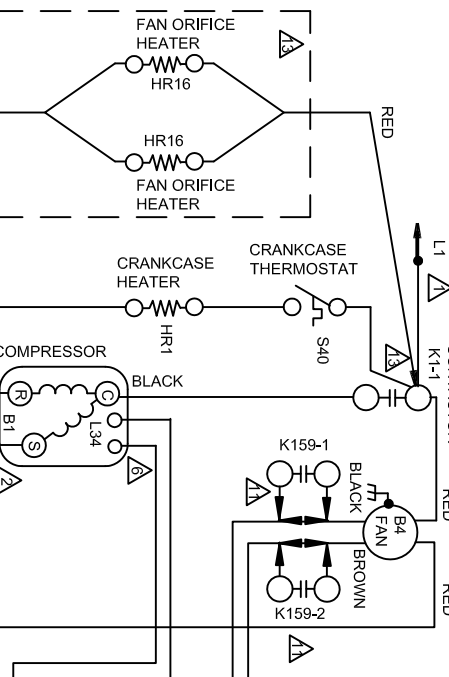 FAN ORIFICE
HEATER
HR16
13
HR16
FAN ORIFICE
HEATER
RED
L1
1
CRANKCASE
HEATER
HR1
CRANKCASE
THERMOSTAT
S40
13
K1-1
COMPRESSOR
BLACK
R
C
S
B1
L34
6
2
K159-1
11
BLACK
B4
FAN
RED
RED
BROWN
K159-2
11